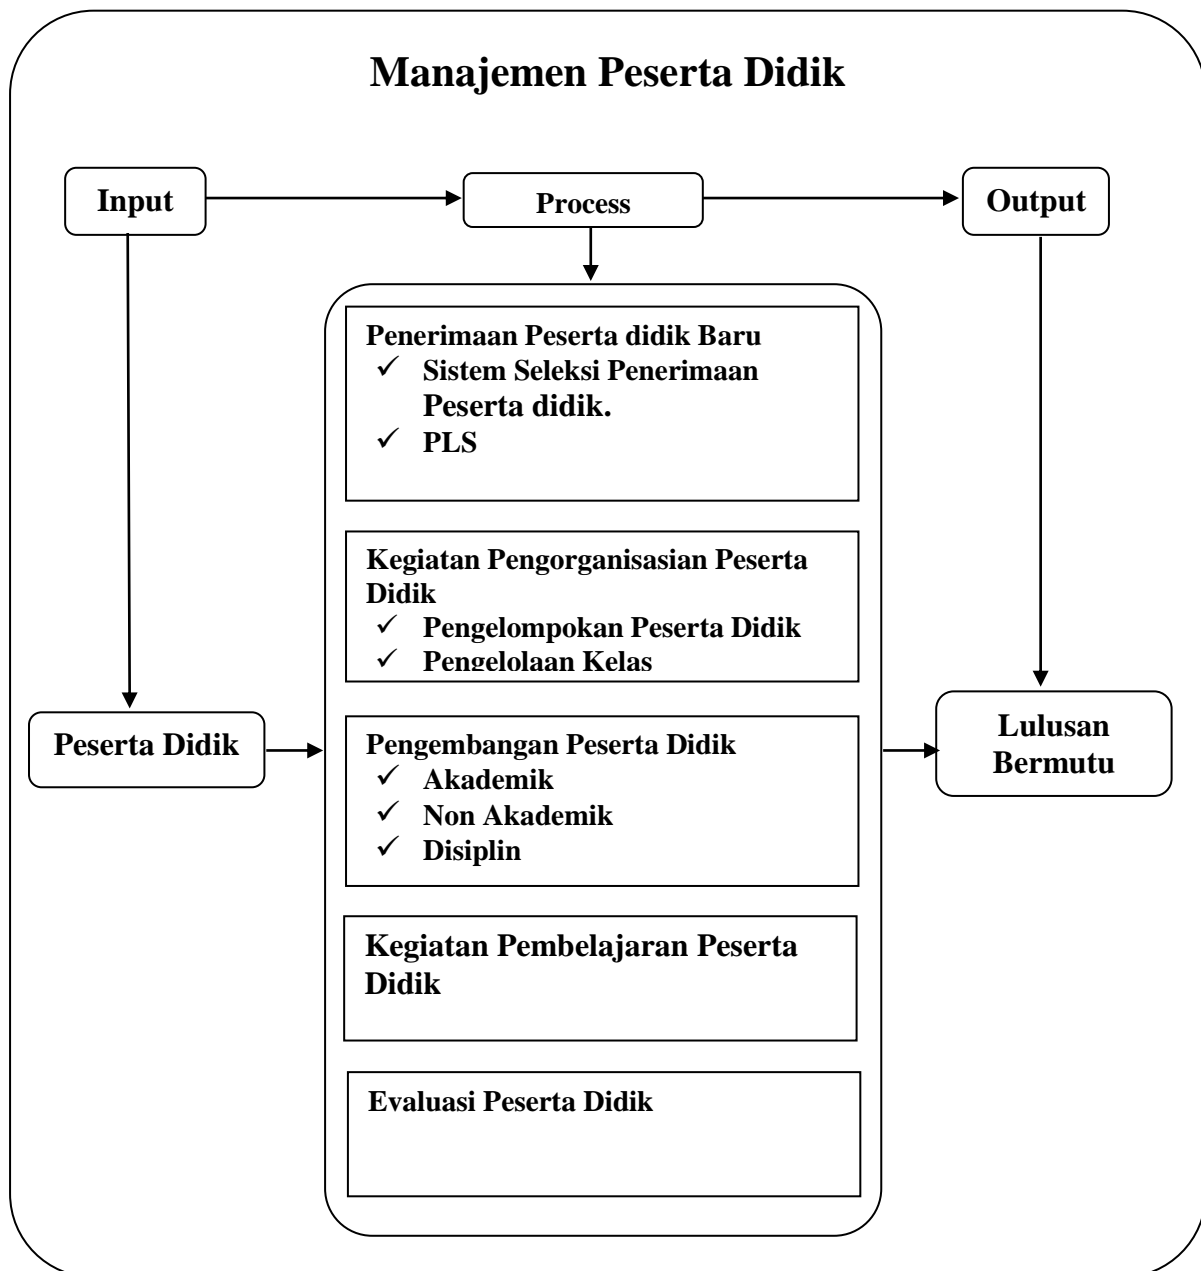 Manajemen Peserta Didik
Input
Process
Output
Penerimaan Peserta didik Baru
✓ Sistem Seleksi Penerimaan
Peserta didik.
✓ PLS
Kegiatan Pengorganisasian Peserta
Didik
✓ Pengelompokan Peserta Didik
✓ Pengelolaan Kelas
Peserta Didik
Pengembangan Peserta Didik
✓ Akademik
✓ Non Akademik
✓ Disiplin
Lulusan
Bermutu
Kegiatan Pembelajaran Peserta
Didik
Evaluasi Peserta Didik